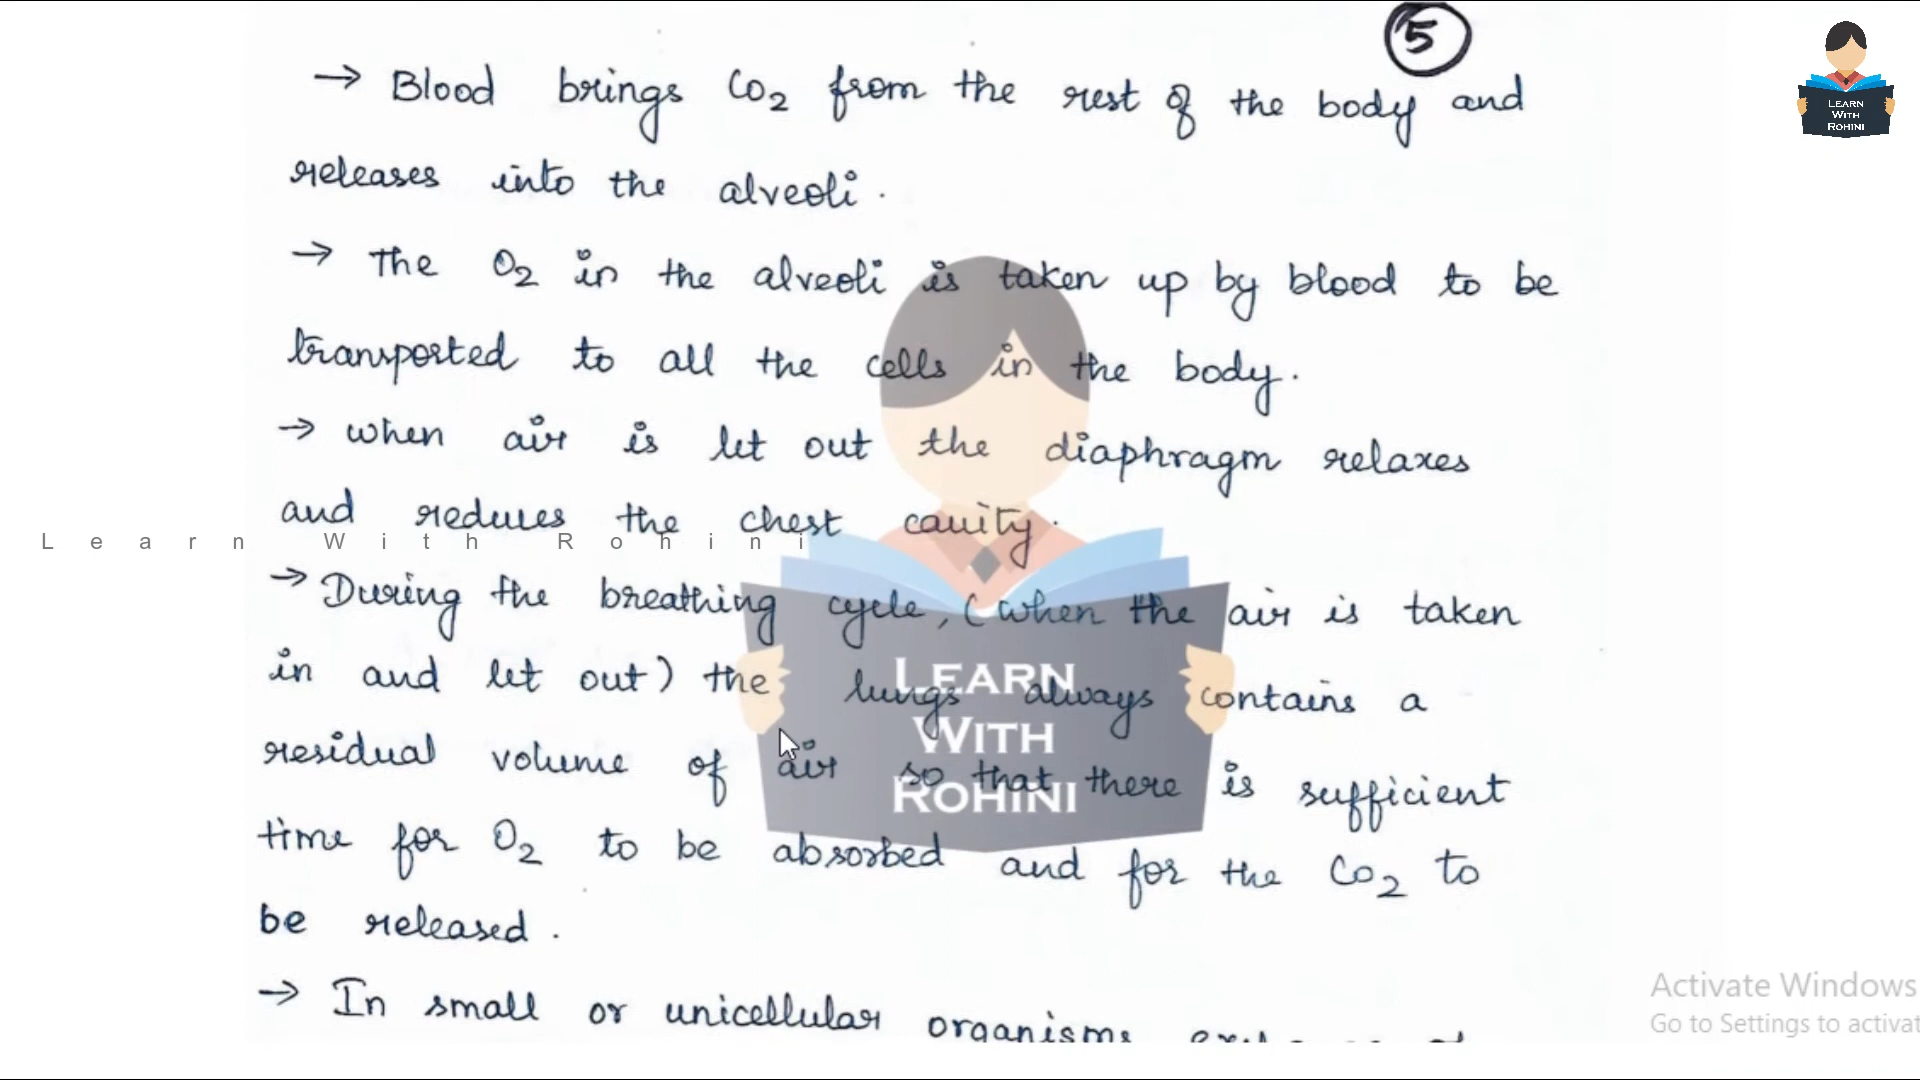 5
→ Blood brings CO2 from the rest of the body and
releases into the alveoli.
→ The O2 in the alveoli is taken up by blood to be
transported to all the cells in the body.
→ when air is let out the diaphragm relaxes
and reduces the chest cavity.
→ During the breathing cycle, (when the air is taken
in and let out) the lungs always contains a
residual volume of air so that there is sufficient
time for O2 to be absorbed and for the CO2 to
be released.
→ In small or unicellular organisms
Learn With Rohini
LEARN
WITH
ROHINI
LEARN
WITH
ROHINI
Activate Windows
Go to Settings to activat